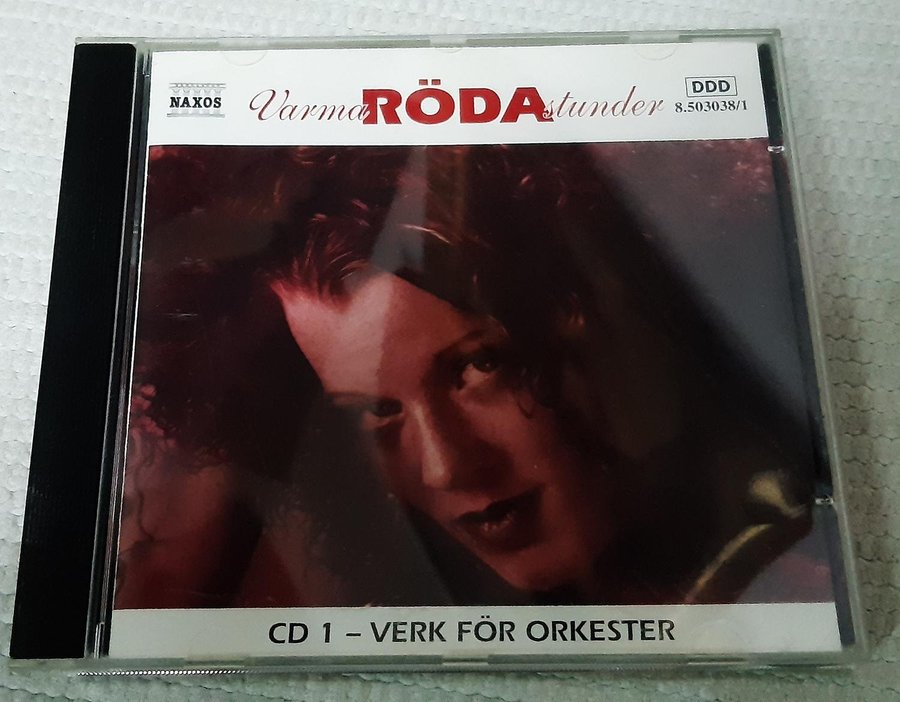 NAXOS
Varma RÖDA stunder
DDD
8.503038/1
CD 1 – VERK FÖR ORKESTER